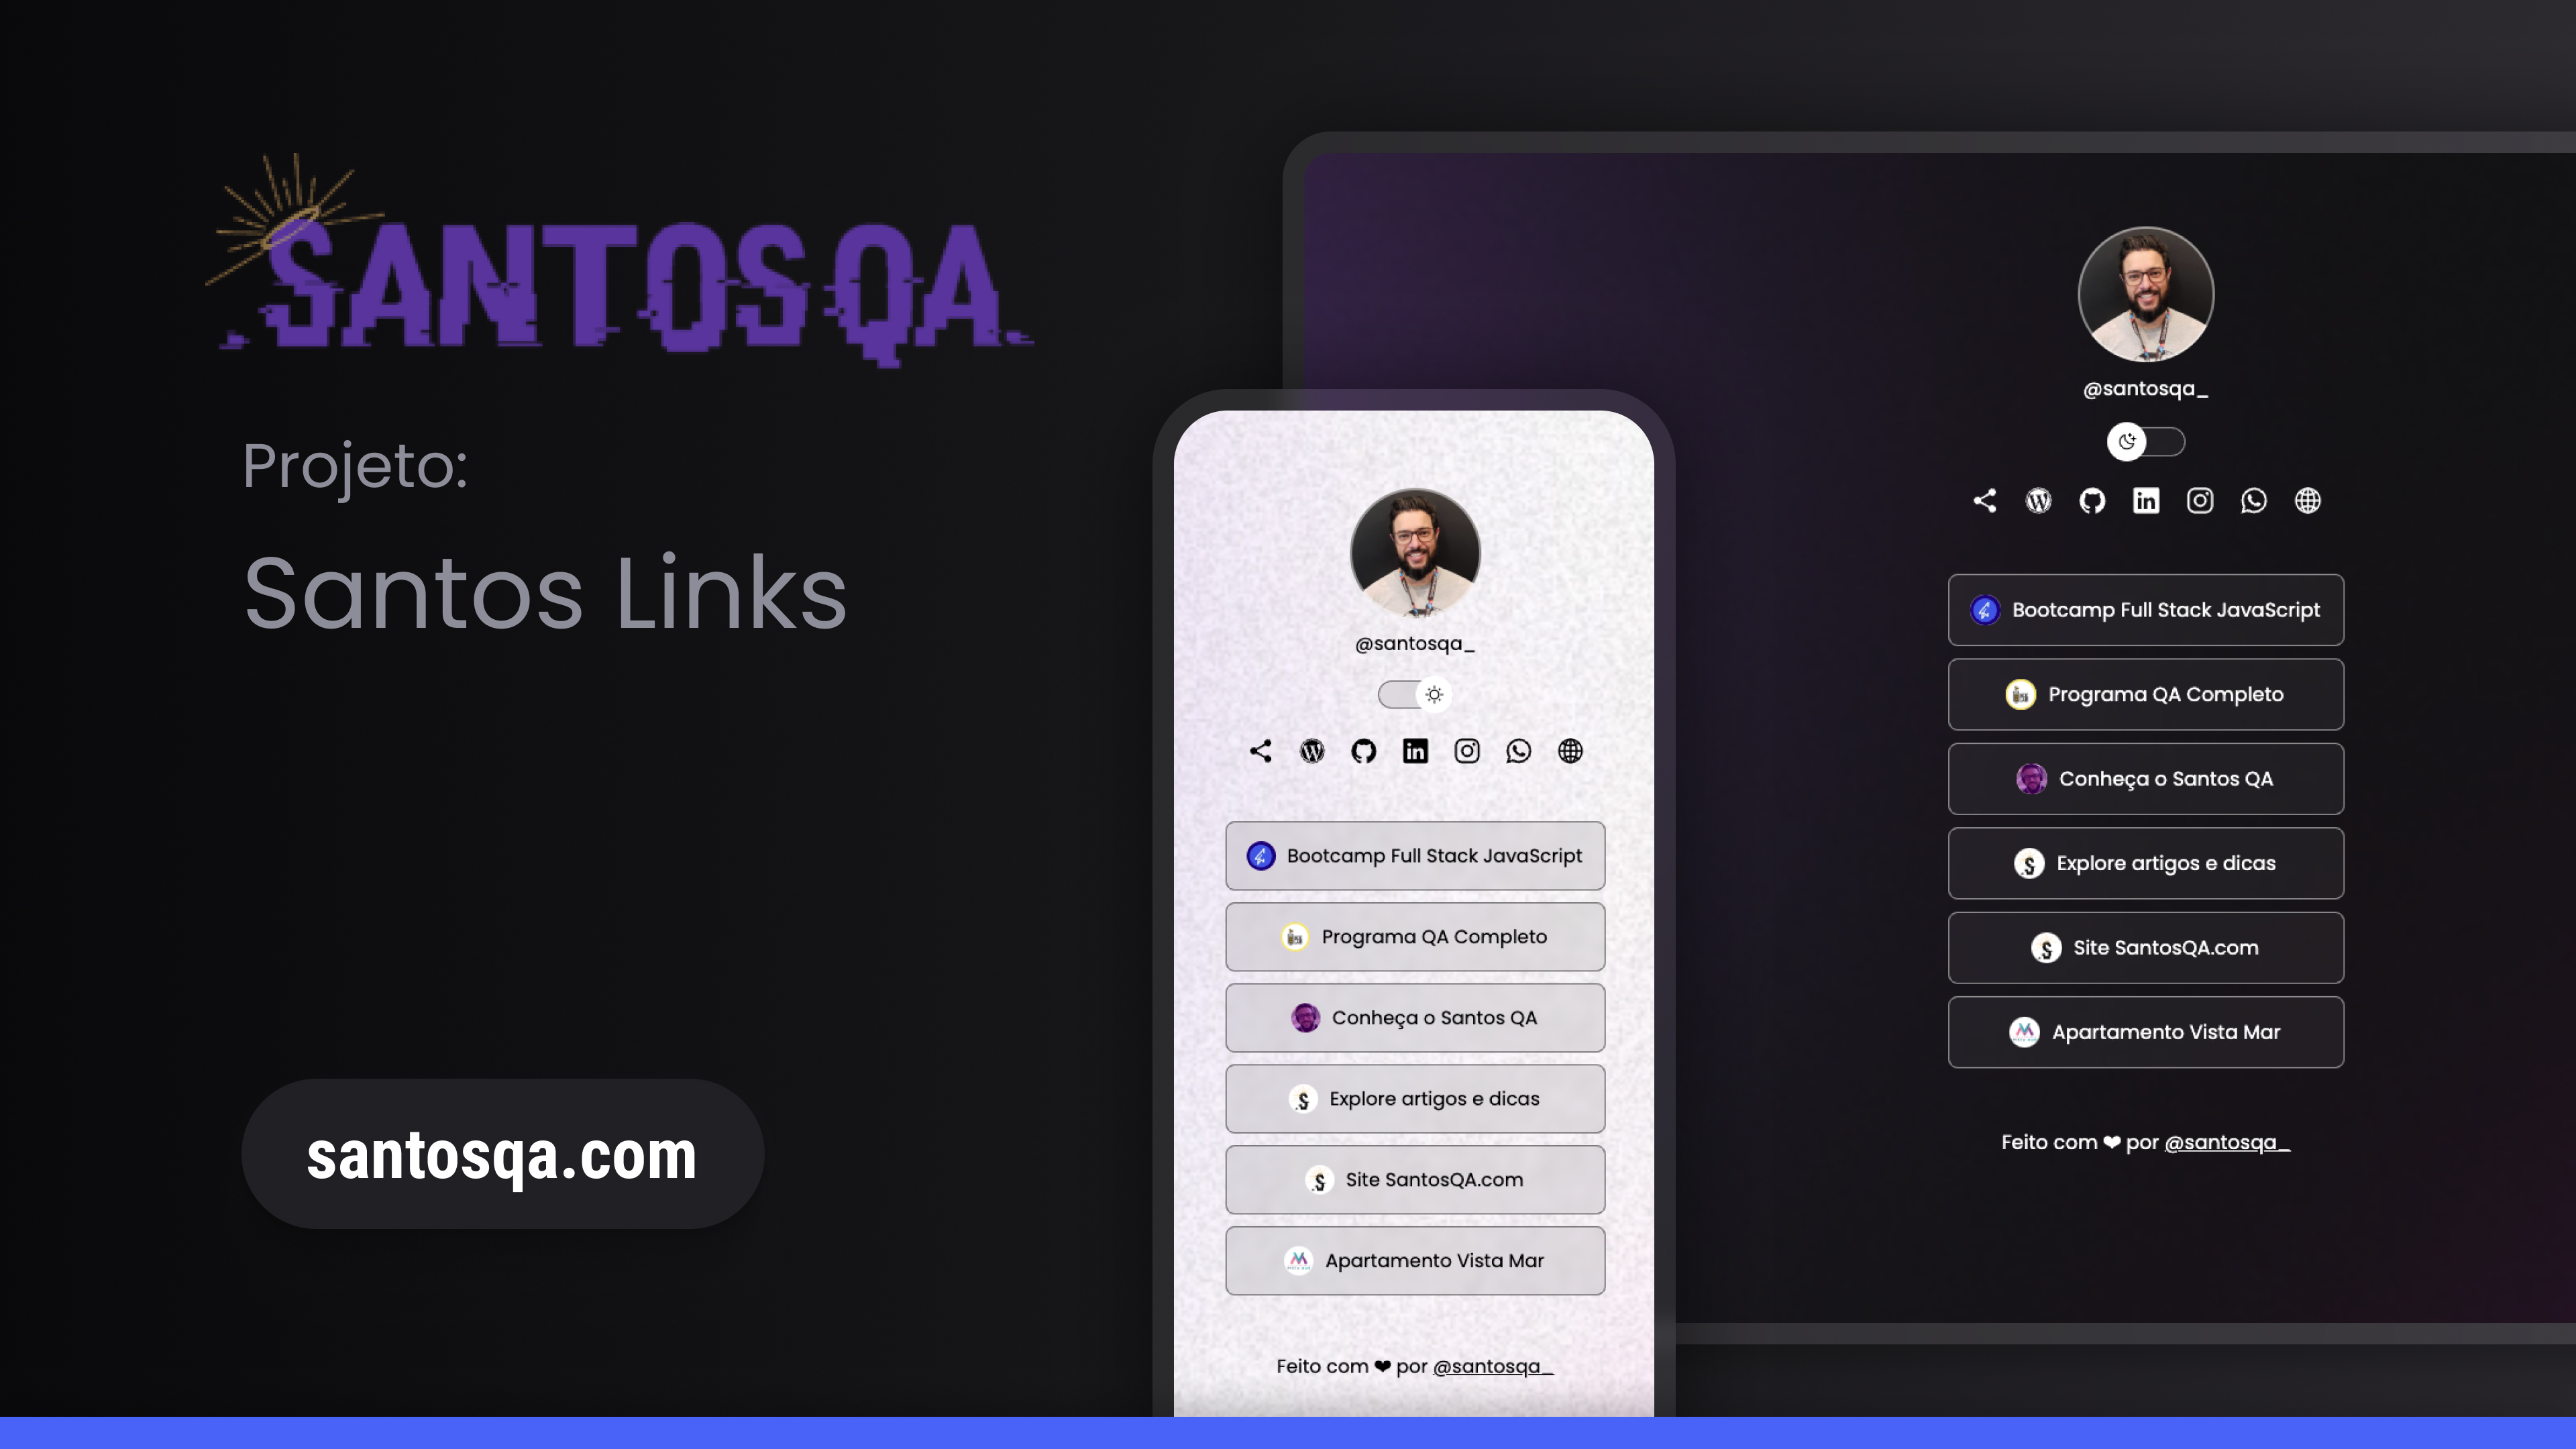 SANTOSQA
Projeto:
Santos Links
santosqa.com
@santosqa_
Bootcamp Full Stack JavaScript
Programa QA Completo
Conheça o Santos QA
Explore artigos e dicas
Site SantosQA.com
Apartamento Vista Mar
Feito com ❤ por @santosqa_
@santosqa_
Bootcamp Full Stack JavaScript
Programa QA Completo
Conheça o Santos QA
Explore artigos e dicas
Site SantosQA.com
Apartamento Vista Mar
Feito com ❤ por @santosqa_